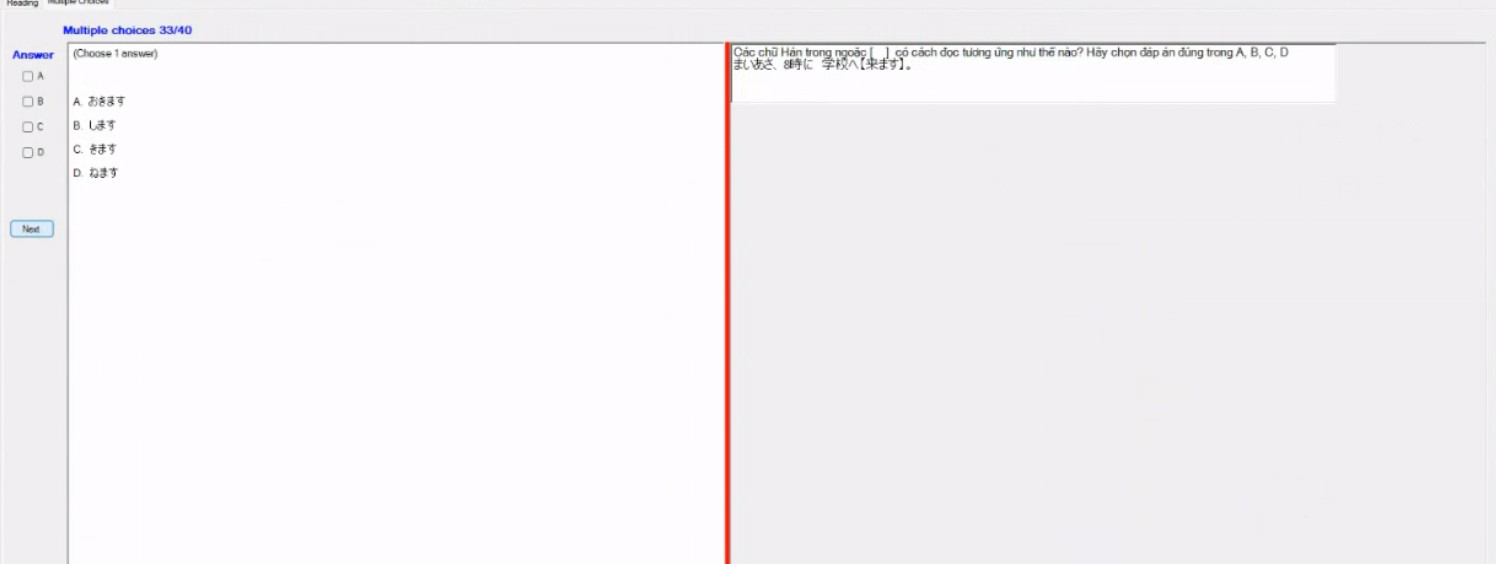 Reading Multiple Choices
Multiple choices 33/40
Answer
A
B
C
D
Next
(Choose 1 answer)
A. おきます
B. します
C. きます
D. ねます
Các chữ Hán trong ngoặc [ ] có cách đọc tương ứng như thế nào? Hãy chọn đáp án đúng trong A, B, C, D
まいあさ、8時に 学校へ【来ます】。